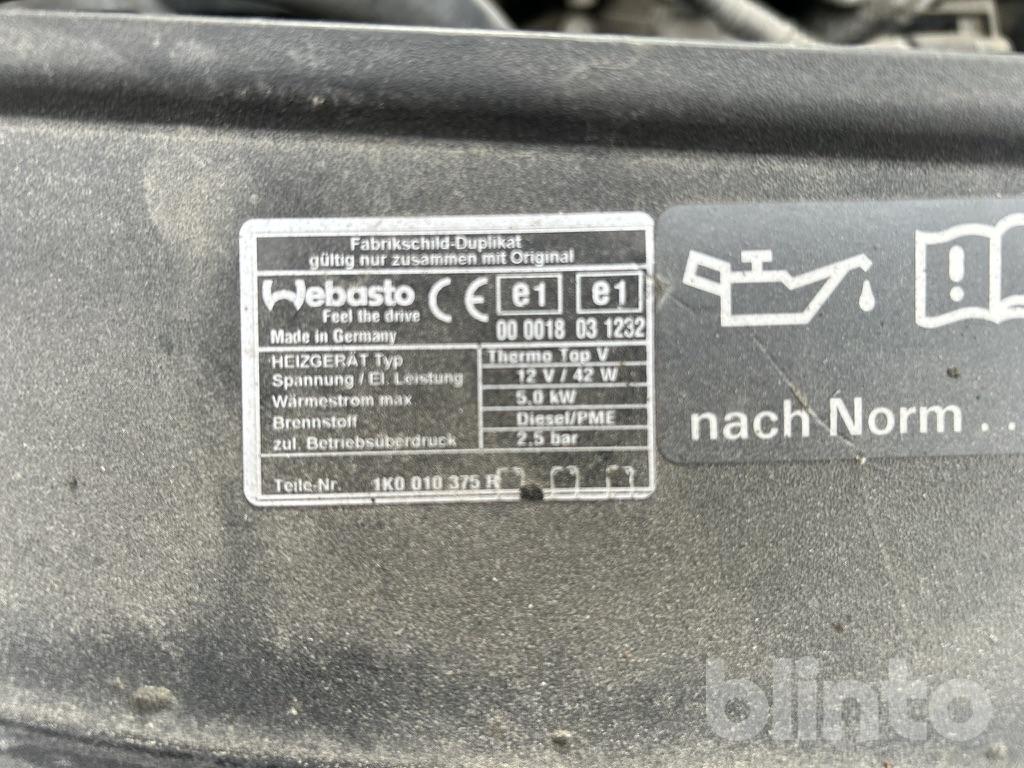 Fabrikschild-Duplikat
gültig nur zusammen mit Original
Webasto CE e1 e1
Feel the drive
Made in Germany 00 0018 03 1232
HEIZGERÄT Typ Thermo Top V
Spannung / El. Leistung 12 V / 42 W
Wärmestrom max 5,0 kW
Brennstoff Diesel/PME
zul. Betriebsüberdruck 2,5 bar
Teile-Nr. 1K0 010 375 R
nach Norm . .
blinto